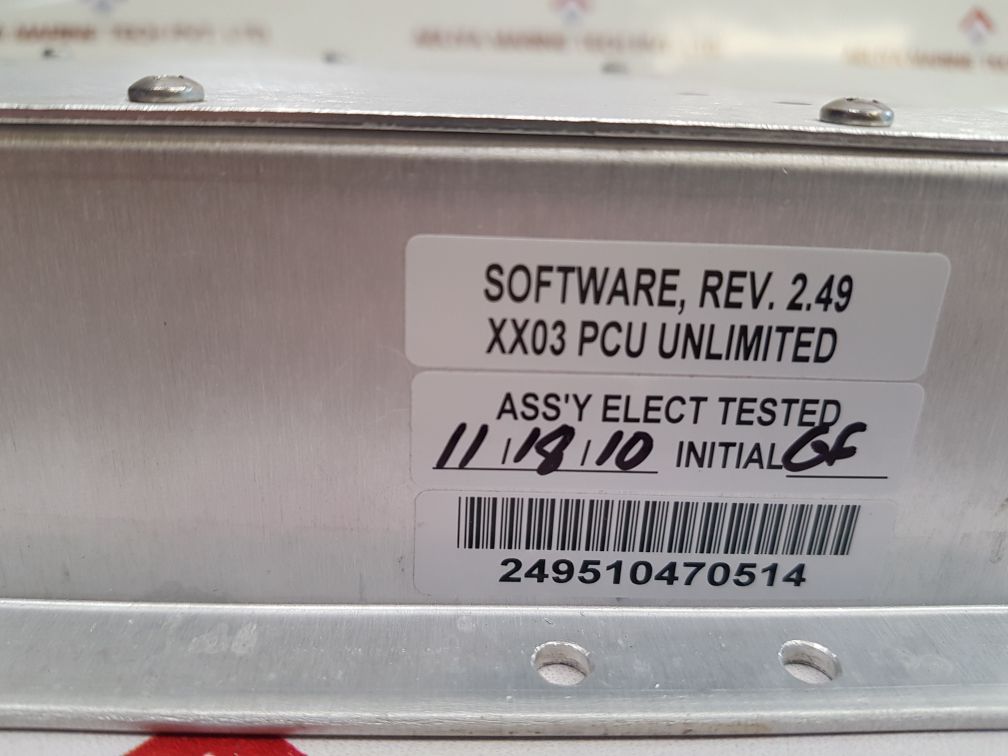 SOFTWARE, REV. 2.49
XX03 PCU UNLIMITED
ASS'Y ELECT TESTED
11/18/10 INITIAL GF
249510470514